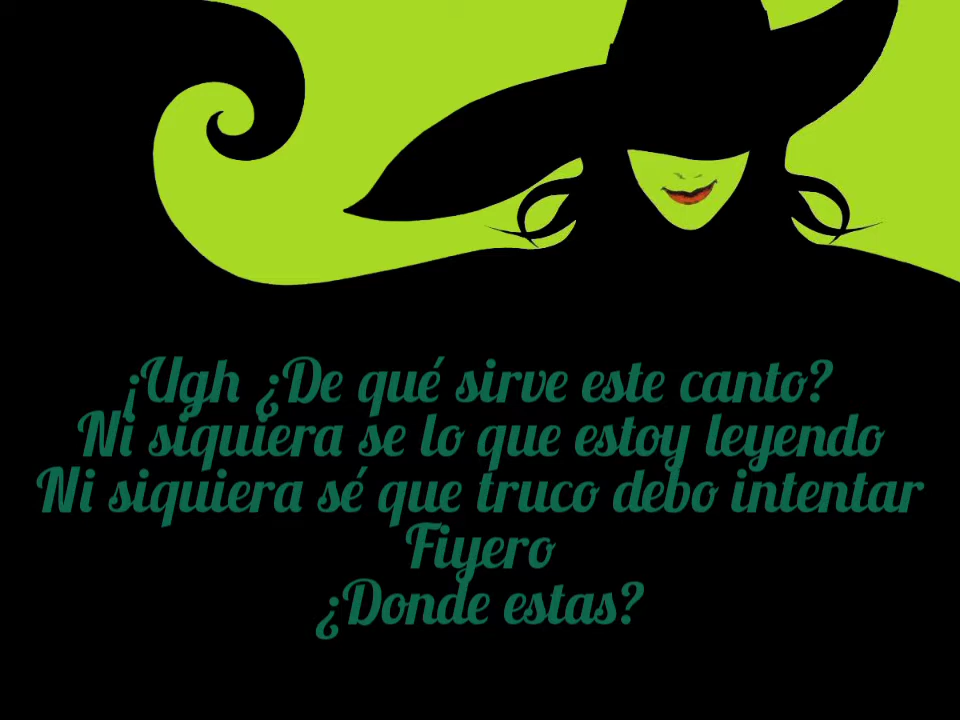 ¡Ugh ¿De qué sirve este canto?
Ni siquiera se lo que estoy leyendo
Ni siquiera sé que truco debo intentar
Fiyero
¿Donde estas?